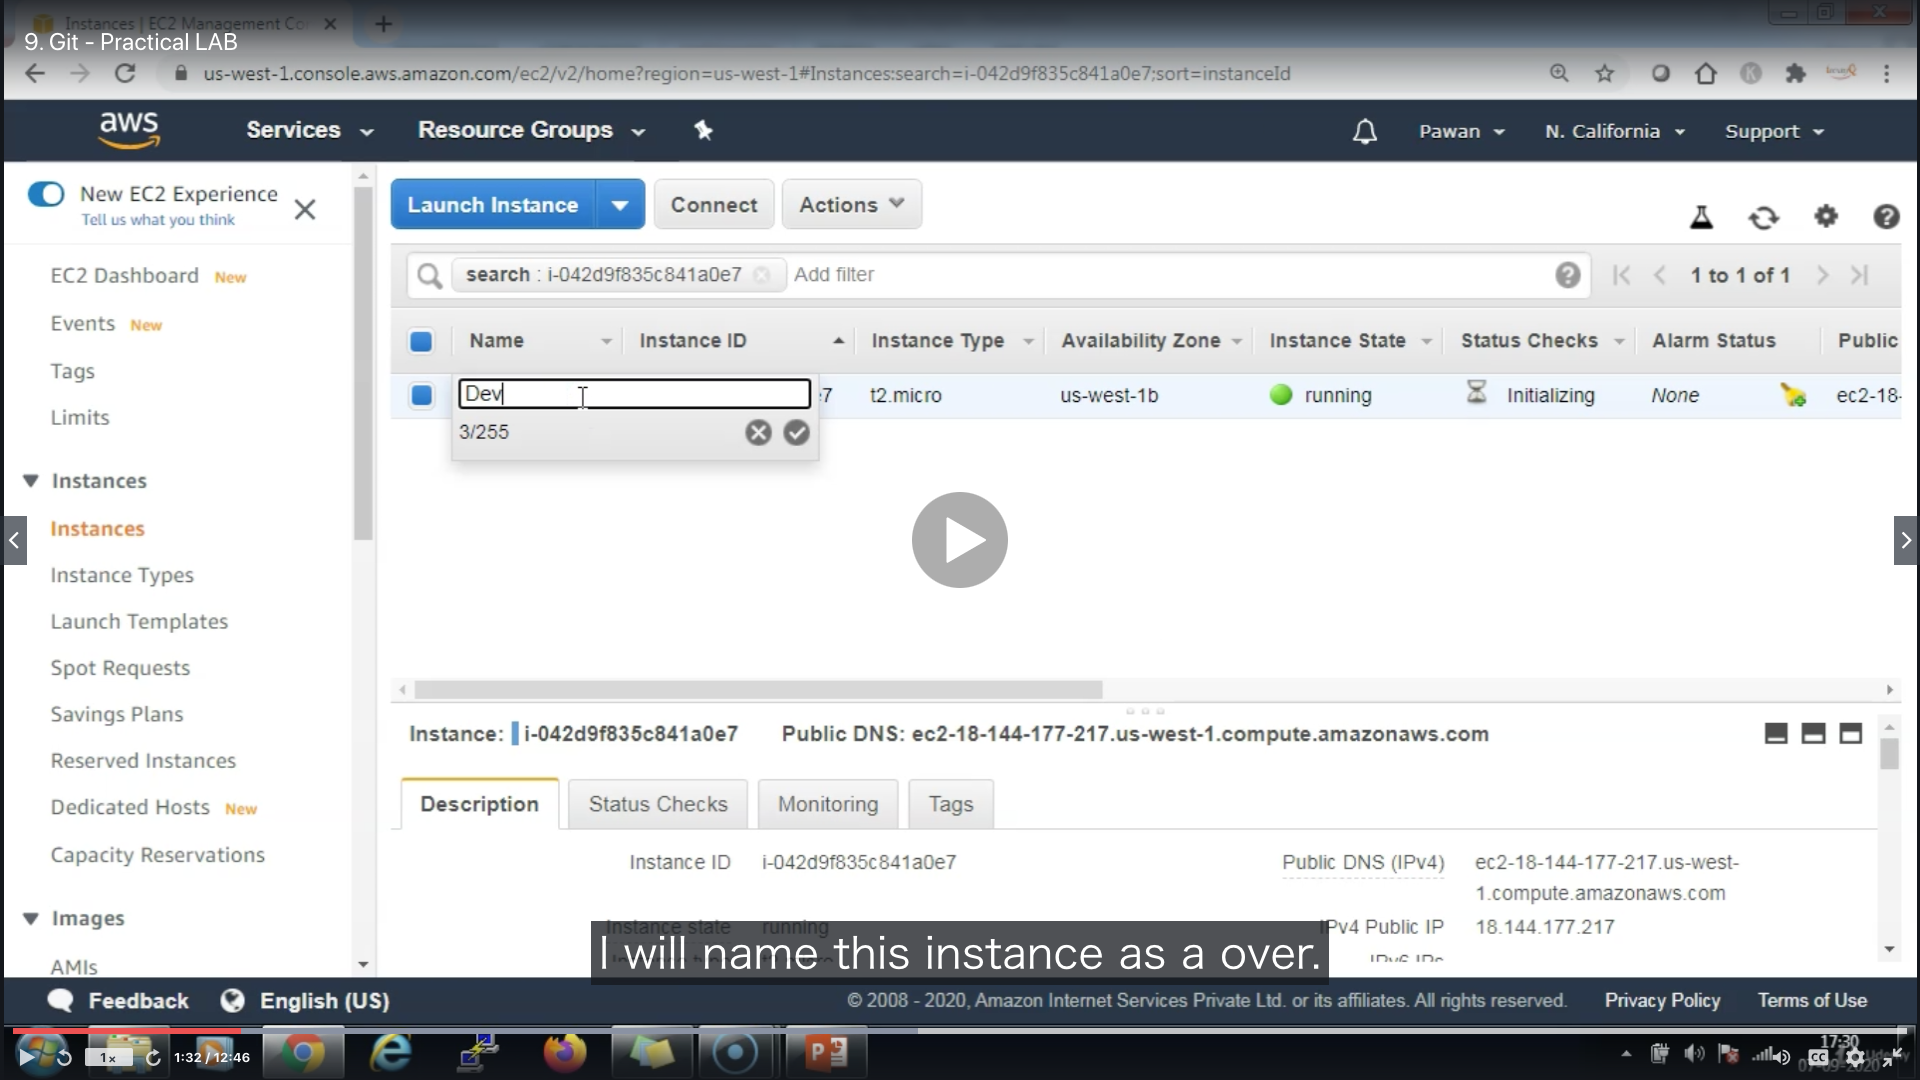 Instances | EC2 Management Co
9. Git - Practical LAB
us-west-1.console.aws.amazon.com/ec2/v2/home?region=us-west-1#Instances:search=i-042d9f835c841a0e7;sort=instanceId
aws
Services
Resource Groups
Pawan
N. California
Support
New EC2 Experience
Tell us what you think
Launch Instance
Connect
Actions
EC2 Dashboard New
Events New
Tags
Limits
Instances
Instances
Instance Types
Launch Templates
Spot Requests
Savings Plans
Reserved Instances
Dedicated Hosts New
Capacity Reservations
Images
AMIs
search : i-042d9f835c841a0e7
Add filter
1 to 1 of 1
Name
Instance ID
Instance Type
Availability Zone
Instance State
Status Checks
Alarm Status
Public
Dev
t2.micro
us-west-1b
running
Initializing
None
ec2-18-
3/255
Instance: i-042d9f835c841a0e7 Public DNS: ec2-18-144-177-217.us-west-1.compute.amazonaws.com
Description
Status Checks
Monitoring
Tags
Instance ID i-042d9f835c841a0e7
Public DNS (IPv4) ec2-18-144-177-217.us-west-
1.compute.amazonaws.com
Instance state running
IPv4 Public IP 18.144.177.217
IPv6 IPs
I will name this instance as a over.
Feedback
English (US)
© 2008 - 2020, Amazon Internet Services Private Ltd. or its affiliates. All rights reserved.
Privacy Policy
Terms of Use
1x
1:32 / 12:46
17:30
07-09-2020